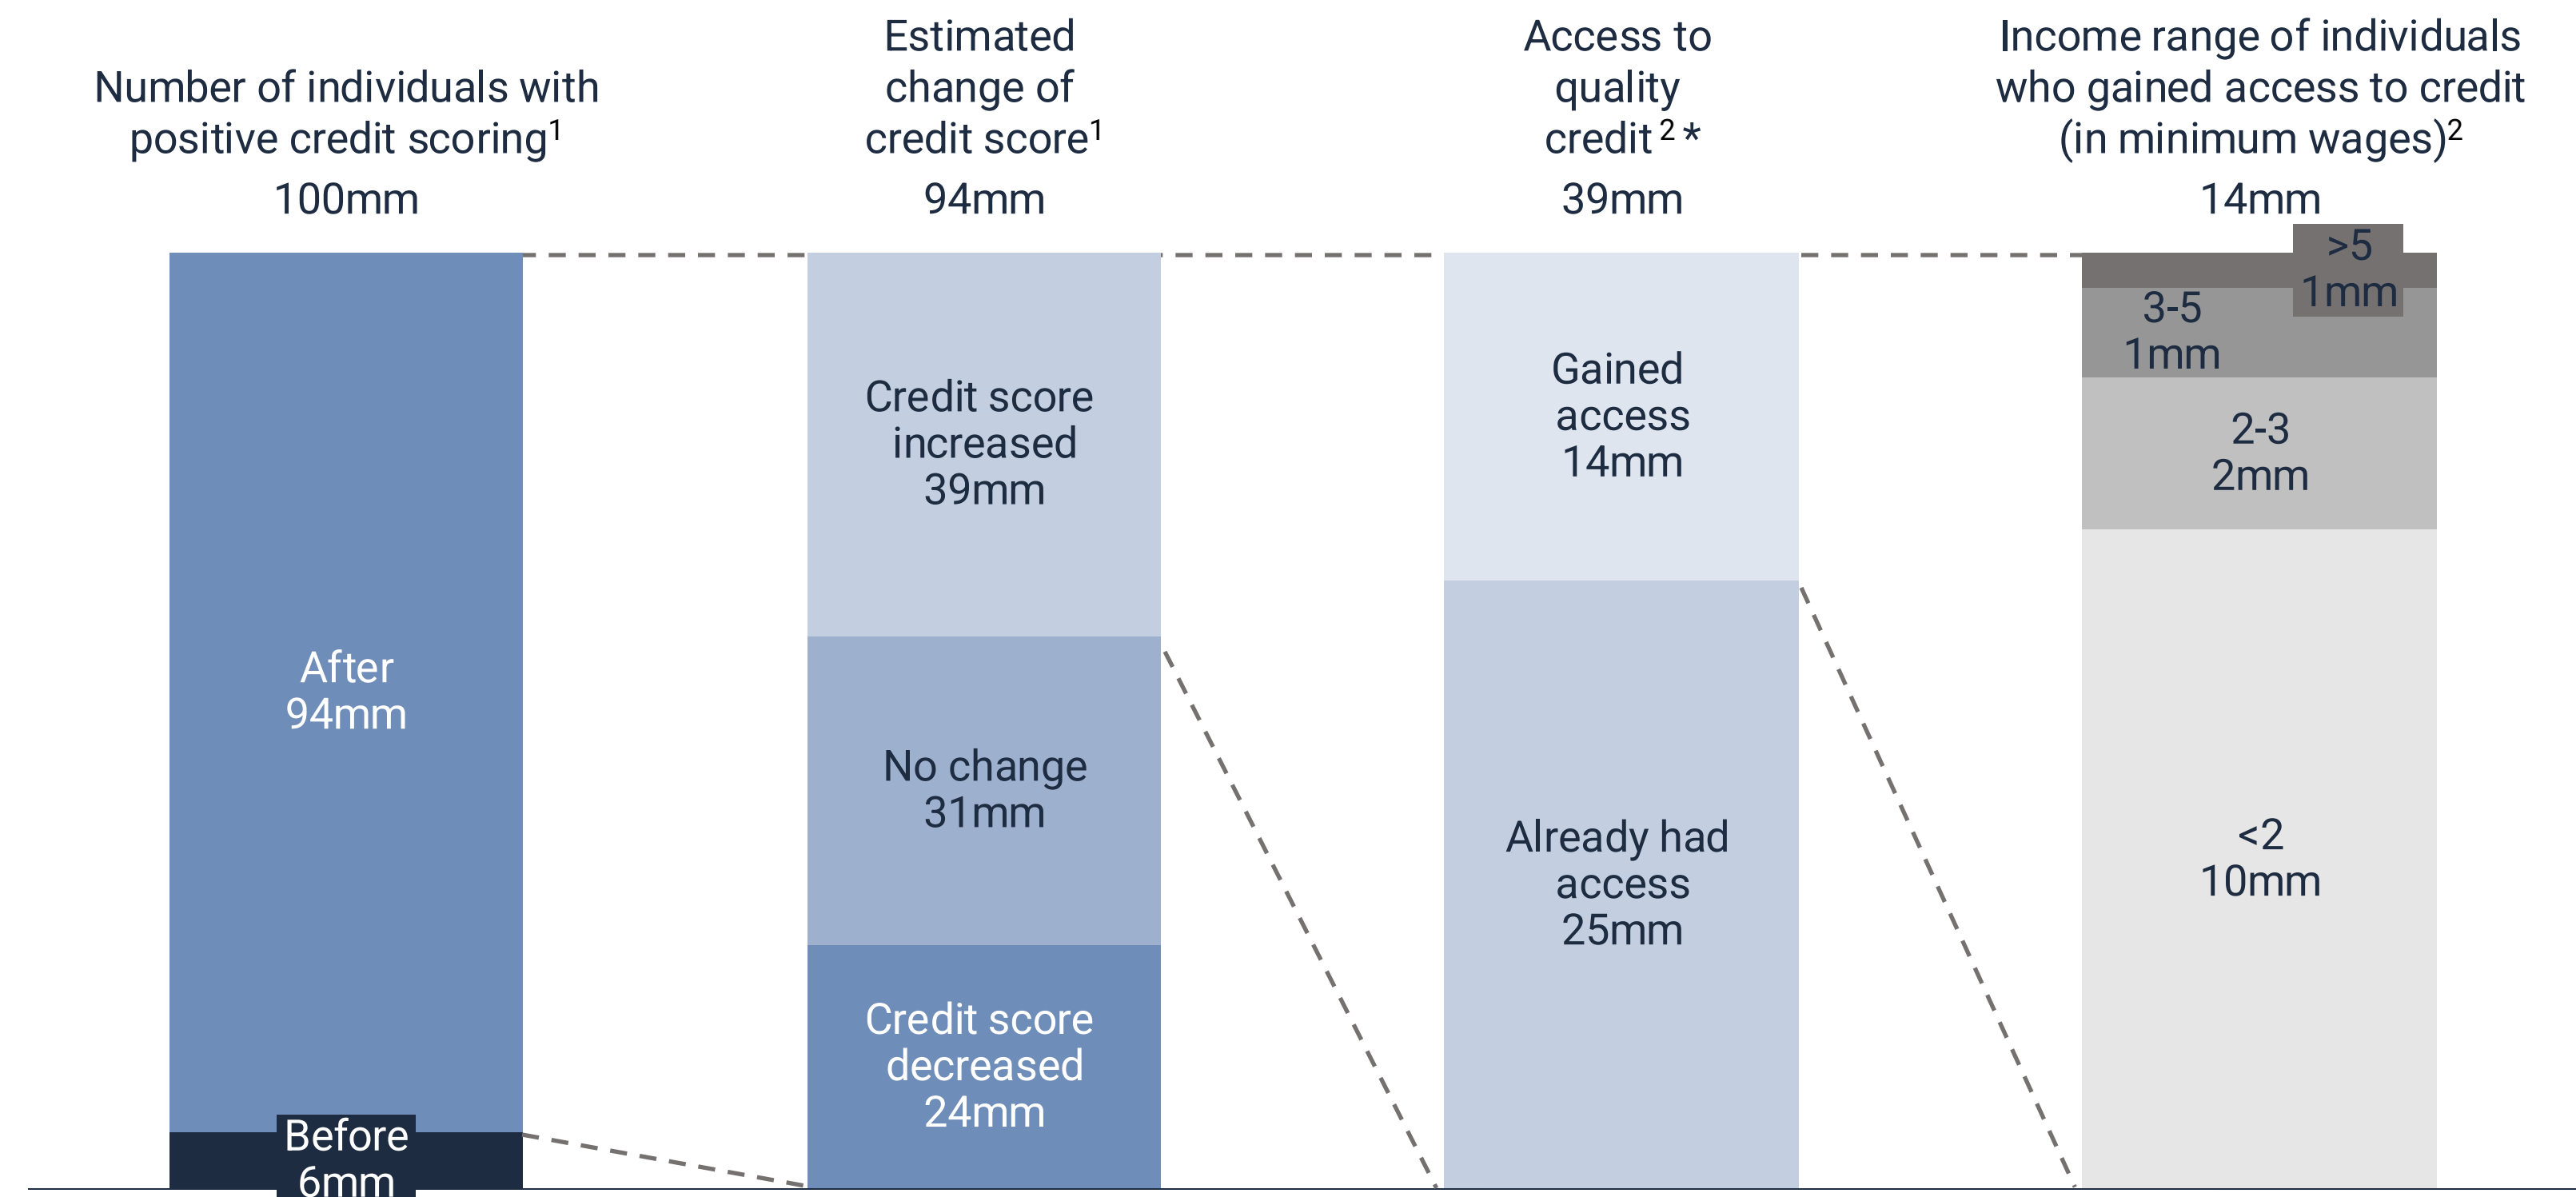 Number of individuals with
positive credit scoring1
100mm
After
94mm
Before
6mm
Estimated
change of
credit score1
94mm
Credit score
increased
39mm
No change
31mm
Credit score
decreased
24mm
Access to
quality
credit 2 *
39mm
Gained
access
14mm
Already had
access
25mm
Income range of individuals
who gained access to credit
(in minimum wages)2
14mm
>5
1mm
3-5
1mm
2-3
2mm
<2
10mm